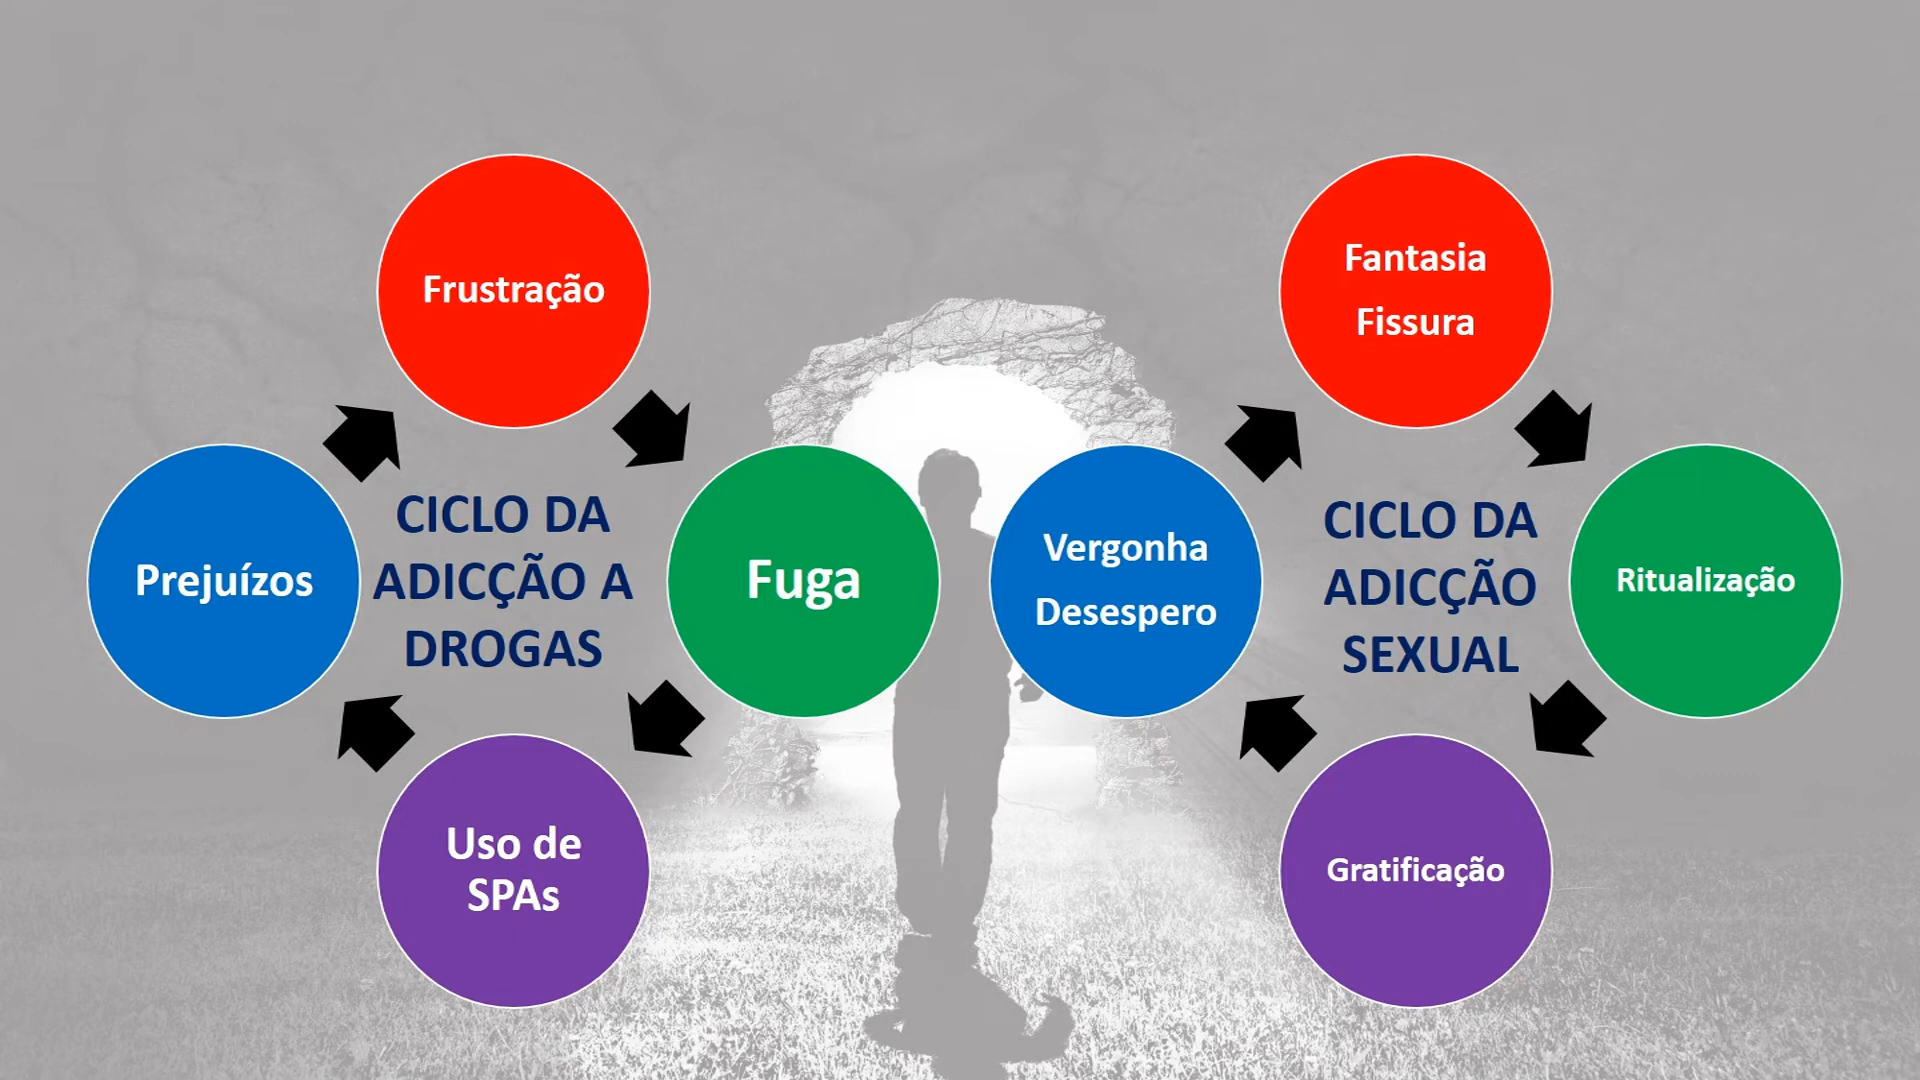 Frustração
Prejuízos
CICLO DA
ADICÇÃO A
DROGAS
Fuga
Uso de
SPAs
Fantasia
Fissura
Vergonha
Desespero
CICLO DA
ADICÇÃO
SEXUAL
Ritualização
Gratificação